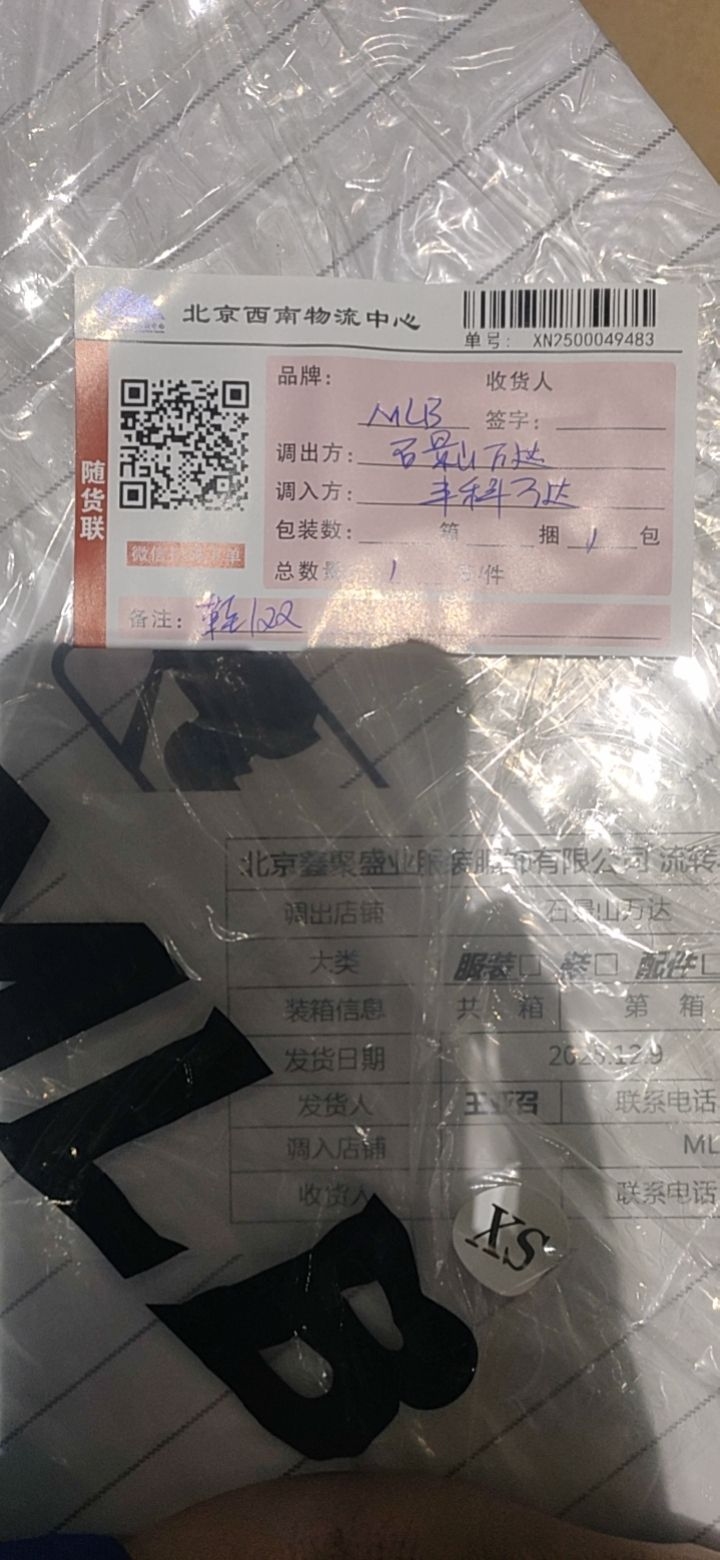 北京西南物流中心
单号: XN2500049483
随货联
品牌: MLB 收货人签字:
调出方: 石景山万达
调入方: 丰科万达
包装数: 箱 捆 1 包
总数量 1 /件
备注:
北京鑫聚盛业服装服饰有限公司 流转
调出店铺 石景山万达
大类 服装□ 鞋□ 配件□
装箱信息 共 箱 第 箱
发货日期 2025.12.9
发货人 联系电话
调入店铺 ML
收货人 联系电话
XS
MLB